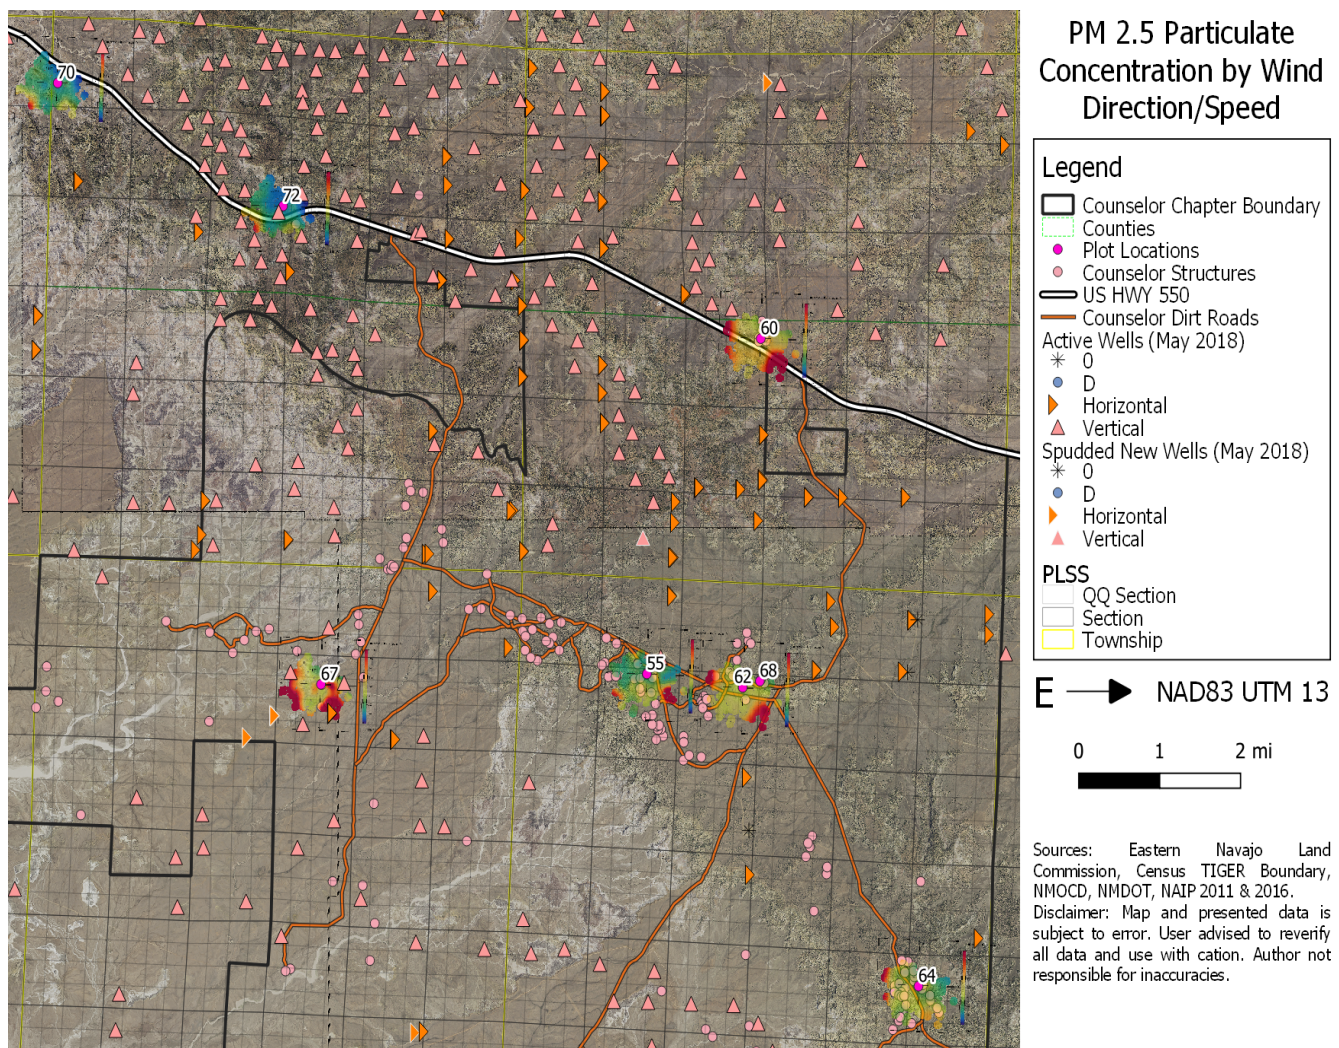 PM 2.5 Particulate
Concentration by Wind
Direction/Speed
Legend
Counselor Chapter Boundary
Counties
Plot Locations
Counselor Structures
US HWY 550
Counselor Dirt Roads
Active Wells (May 2018)
0
D
Horizontal
Vertical
Spudded New Wells (May 2018)
0
D
Horizontal
Vertical
PLSS
QQ Section
Section
Township
E NAD83 UTM 13
0 1 2 mi
Sources: Eastern Navajo Land
Commission, Census TIGER Boundary,
NMOCD, NMDOT, NAIP 2011 & 2016.
Disclaimer: Map and presented data is
subject to error. User advised to reverify
all data and use with cation. Author not
responsible for inaccuracies.
70
72
60
67
55
62
68
64